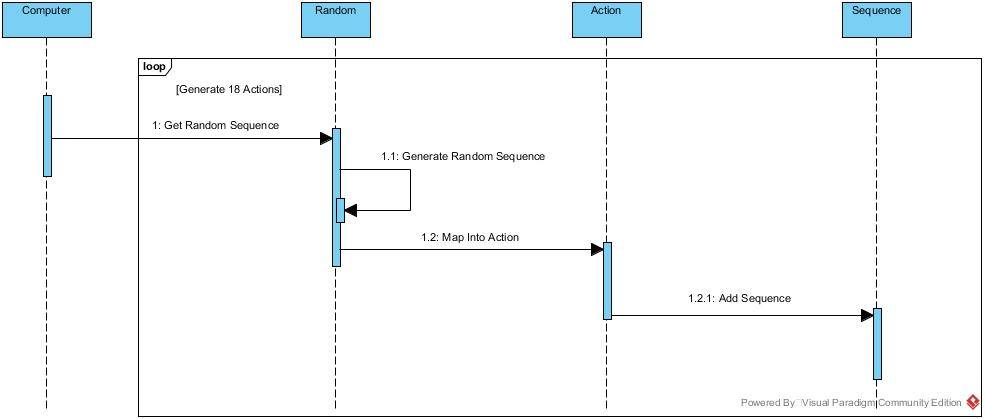 Computer
Random
Action
Sequence
loop
[Generate 18 Actions]
1: Get Random Sequence
1.1: Generate Random Sequence
1.2: Map Into Action
1.2.1: Add Sequence
Powered By Visual Paradigm Community Edition